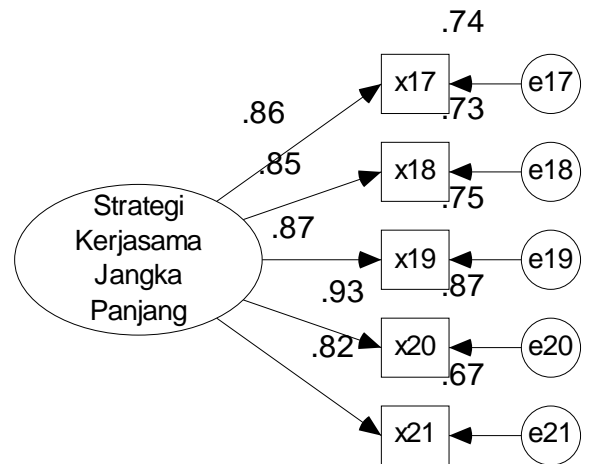 .74
x17
e17
.86
.73
.85
x18
e18
Strategi
Kerjasama
Jangka
Panjang
.75
.87
x19
e19
.93
.87
.82
x20
e20
.67
x21
e21